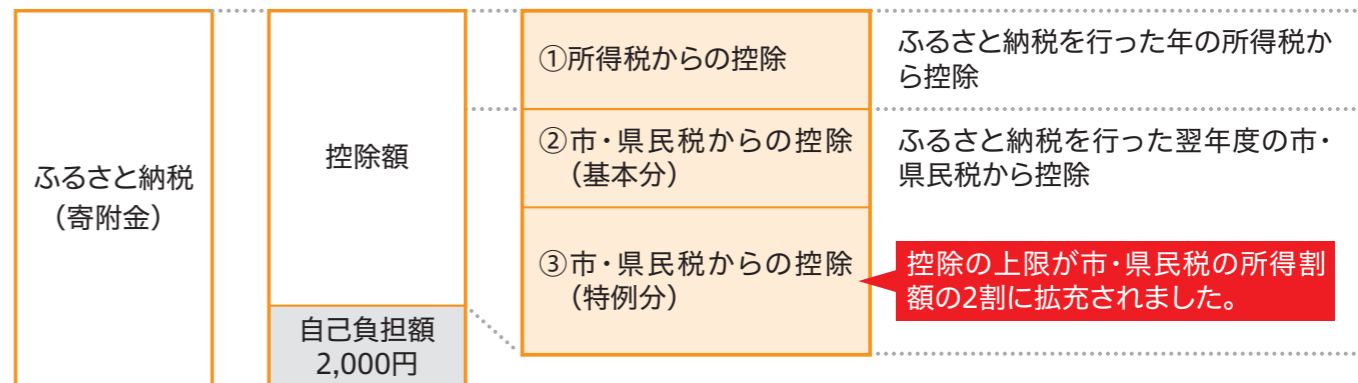 ふるさと納税
（寄附金）
控除額
自己負担額
2,000円
①所得税からの控除
ふるさと納税を行った年の所得税か
ら控除
②市・県民税からの控除
（基本分）
ふるさと納税を行った翌年度の市・
県民税から控除
③市・県民税からの控除
（特例分）
控除の上限が市・県民税の所得割
額の2割に拡充されました。